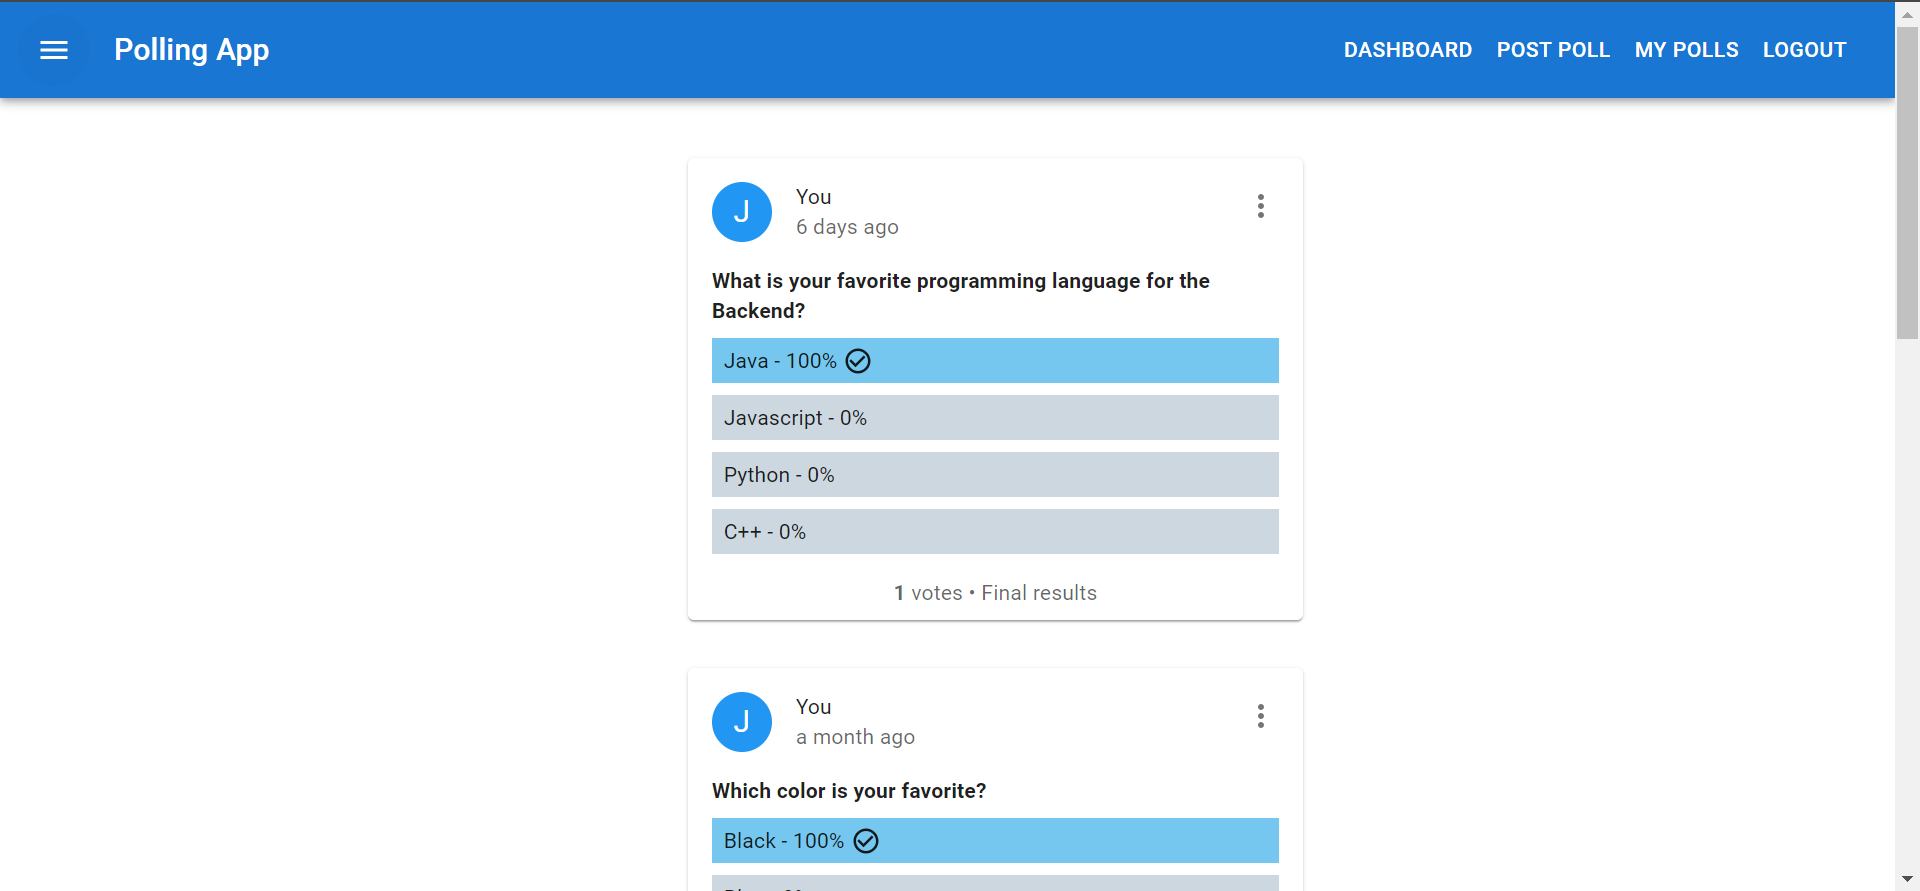 Polling App
DASHBOARD POST POLL MY POLLS LOGOUT
J
You
6 days ago
What is your favorite programming language for the
Backend?
Java - 100%
Javascript - 0%
Python - 0%
C++ - 0%
1 votes • Final results
J
You
a month ago
Which color is your favorite?
Black - 100%